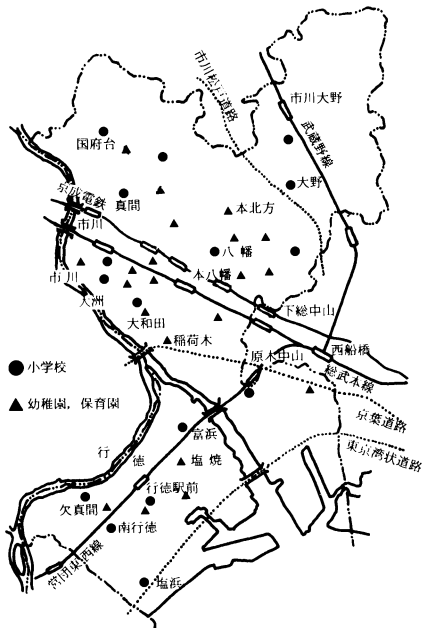 市川松戸道路
市川大野
武蔵野線
国府台
大野
京成電鉄
真間
本北方
市川
八幡
本八幡
市川
大洲
下総中山
大和田
稲荷木
原木中山
西船橋
総武本線
小学校
幼稚園，保育園
京葉道路
富浜
東京湾状道路
行徳
塩焼
行徳駅前
欠真間
南行徳
営団東西線
塩浜